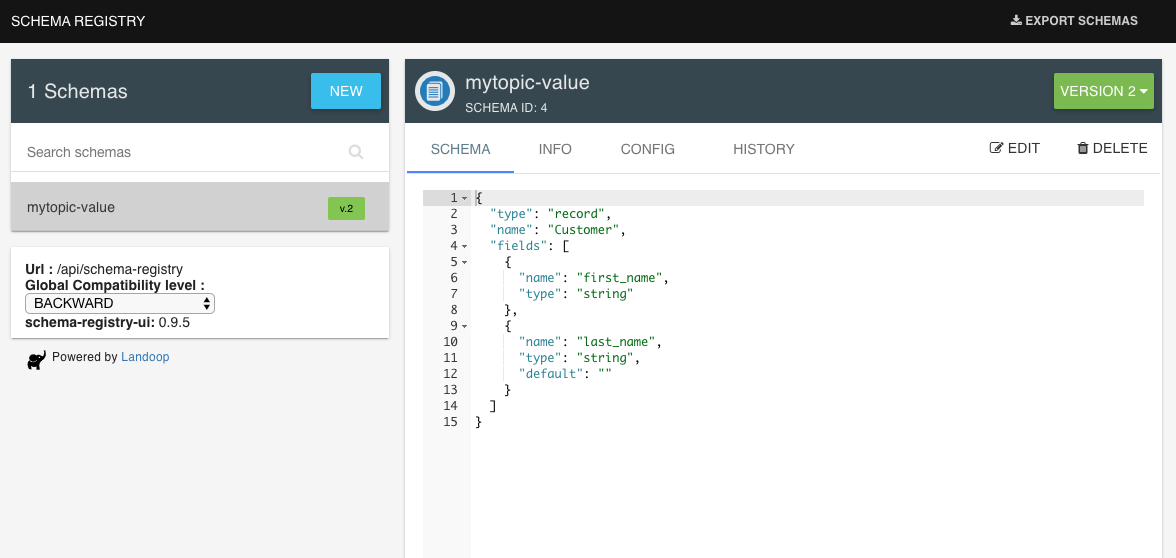 SCHEMA REGISTRY
EXPORT SCHEMAS
1 Schemas
NEW
Search schemas
mytopic-value
v.2
Url : /api/schema-registry
Global Compatibility level :
BACKWARD
schema-registry-ui: 0.9.5
Powered by Landoop
mytopic-value
SCHEMA ID: 4
VERSION 2
SCHEMA INFO CONFIG HISTORY
EDIT DELETE
1 {
2   "type": "record",
3   "name": "Customer",
4   "fields": [
5     {
6       "name": "first_name",
7       "type": "string"
8     },
9     {
10       "name": "last_name",
11       "type": "string",
12       "default": ""
13     }
14   ]
15 }